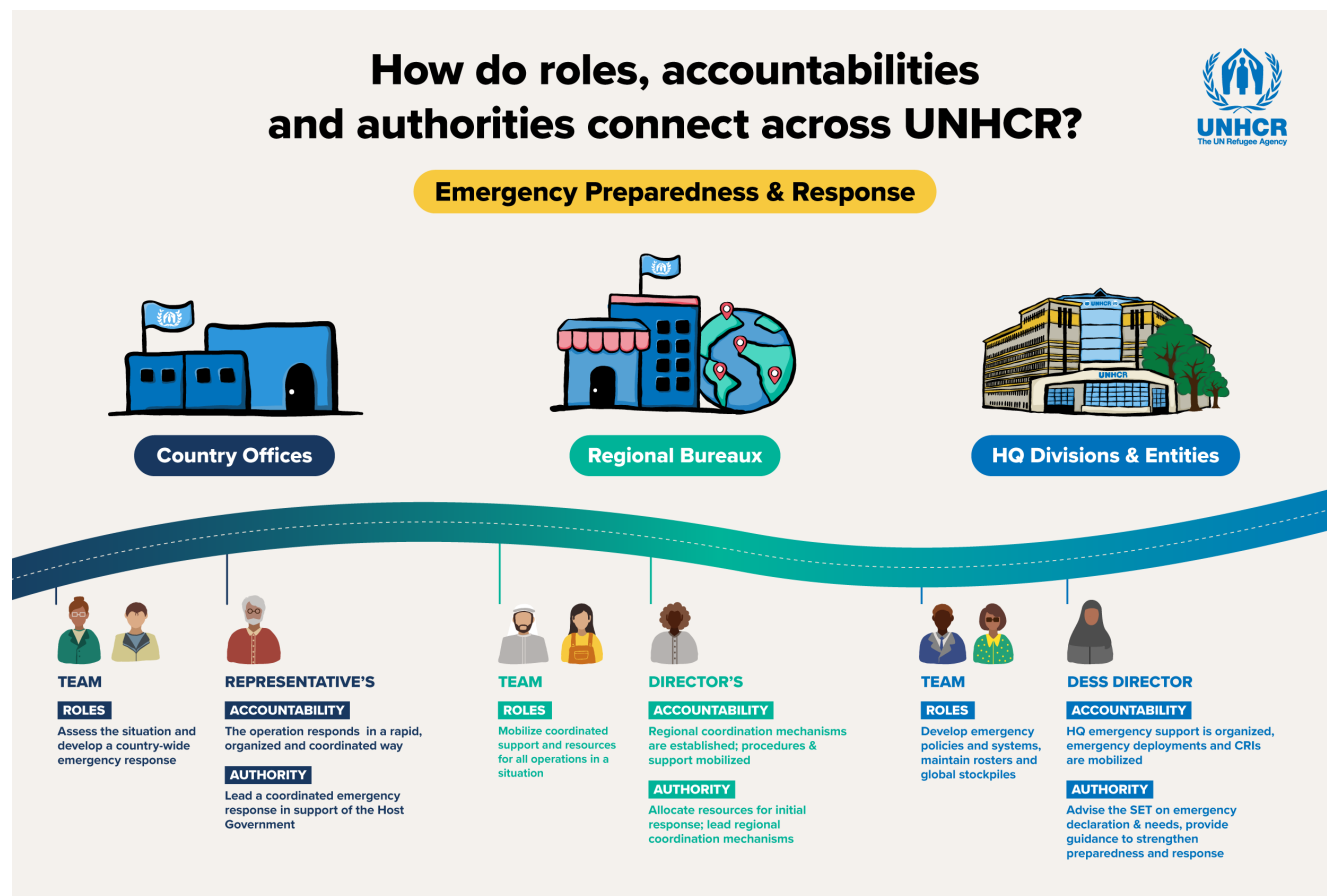 How do roles, accountabilities
and authorities connect across UNHCR?
UNHCR
The UN Refugee Agency
Emergency Preparedness & Response
UNHCR
UNHCR
Country Offices
Regional Bureaux
HQ Divisions & Entities
TEAM
ROLES
Assess the situation and
develop a country-wide
emergency response
REPRESENTATIVE'S
ACCOUNTABILITY
The operation responds in a rapid,
organized and coordinated way
AUTHORITY
Lead a coordinated emergency
response in support of the Host
Government
TEAM
ROLES
Mobilize coordinated
support and resources
for all operations in a
situation
DIRECTOR'S
ACCOUNTABILITY
Regional coordination mechanisms
are established; procedures &
support mobilized
AUTHORITY
Allocate resources for initial
response; lead regional
coordination mechanisms
TEAM
ROLES
Develop emergency
policies and systems,
maintain rosters and
global stockpiles
DESS DIRECTOR
ACCOUNTABILITY
HQ emergency support is organized,
emergency deployments and CRIs
are mobilized
AUTHORITY
Advise the SET on emergency
declaration & needs, provide
guidance to strengthen
preparedness and response